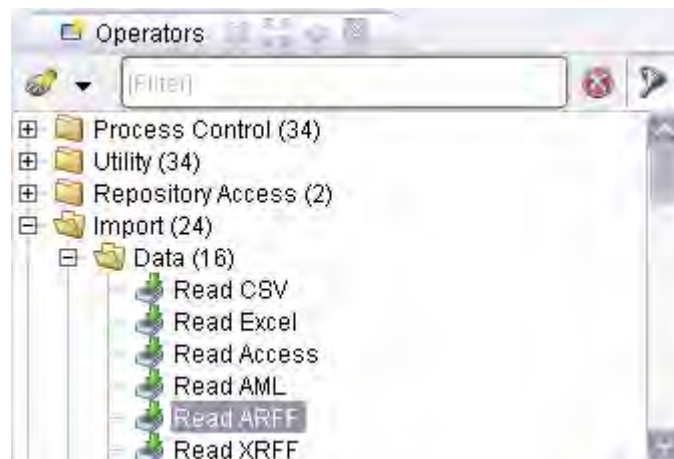 Operators
[Filter]
Process Control (34)
Utility (34)
Repository Access (2)
Import (24)
Data (16)
Read CSV
Read Excel
Read Access
Read AML
Read ARFF
Read XRFF